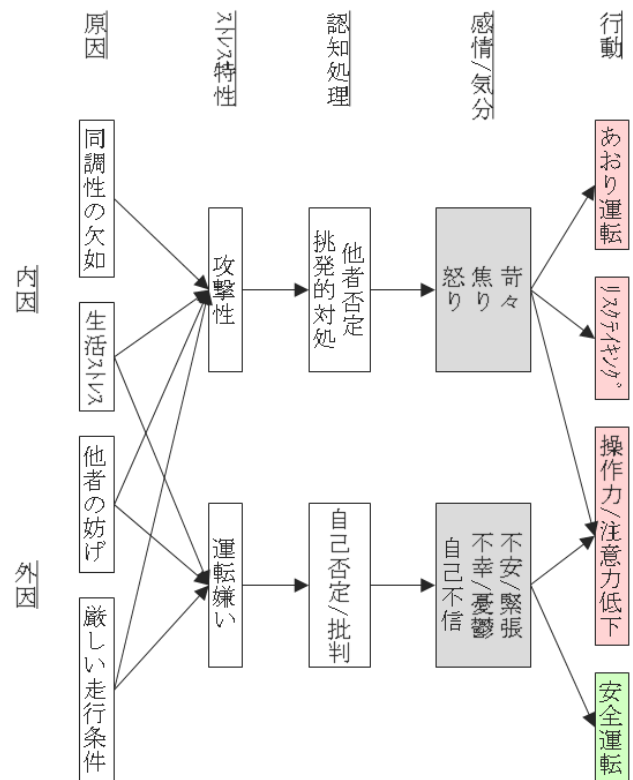 原因
ストレス特性
認知処理
感情/気分
行動
内因
外因
同調性の欠如
生活ストレス
他者の妨げ
厳しい走行条件
攻撃性
運転嫌い
他者否定
挑発的対処
自己否定/批判
苛々
焦り
怒り
不安/緊張
不幸/憂鬱
自己不信
あおり運転
リスクテイキング
操作力/注意力低下
安全運転